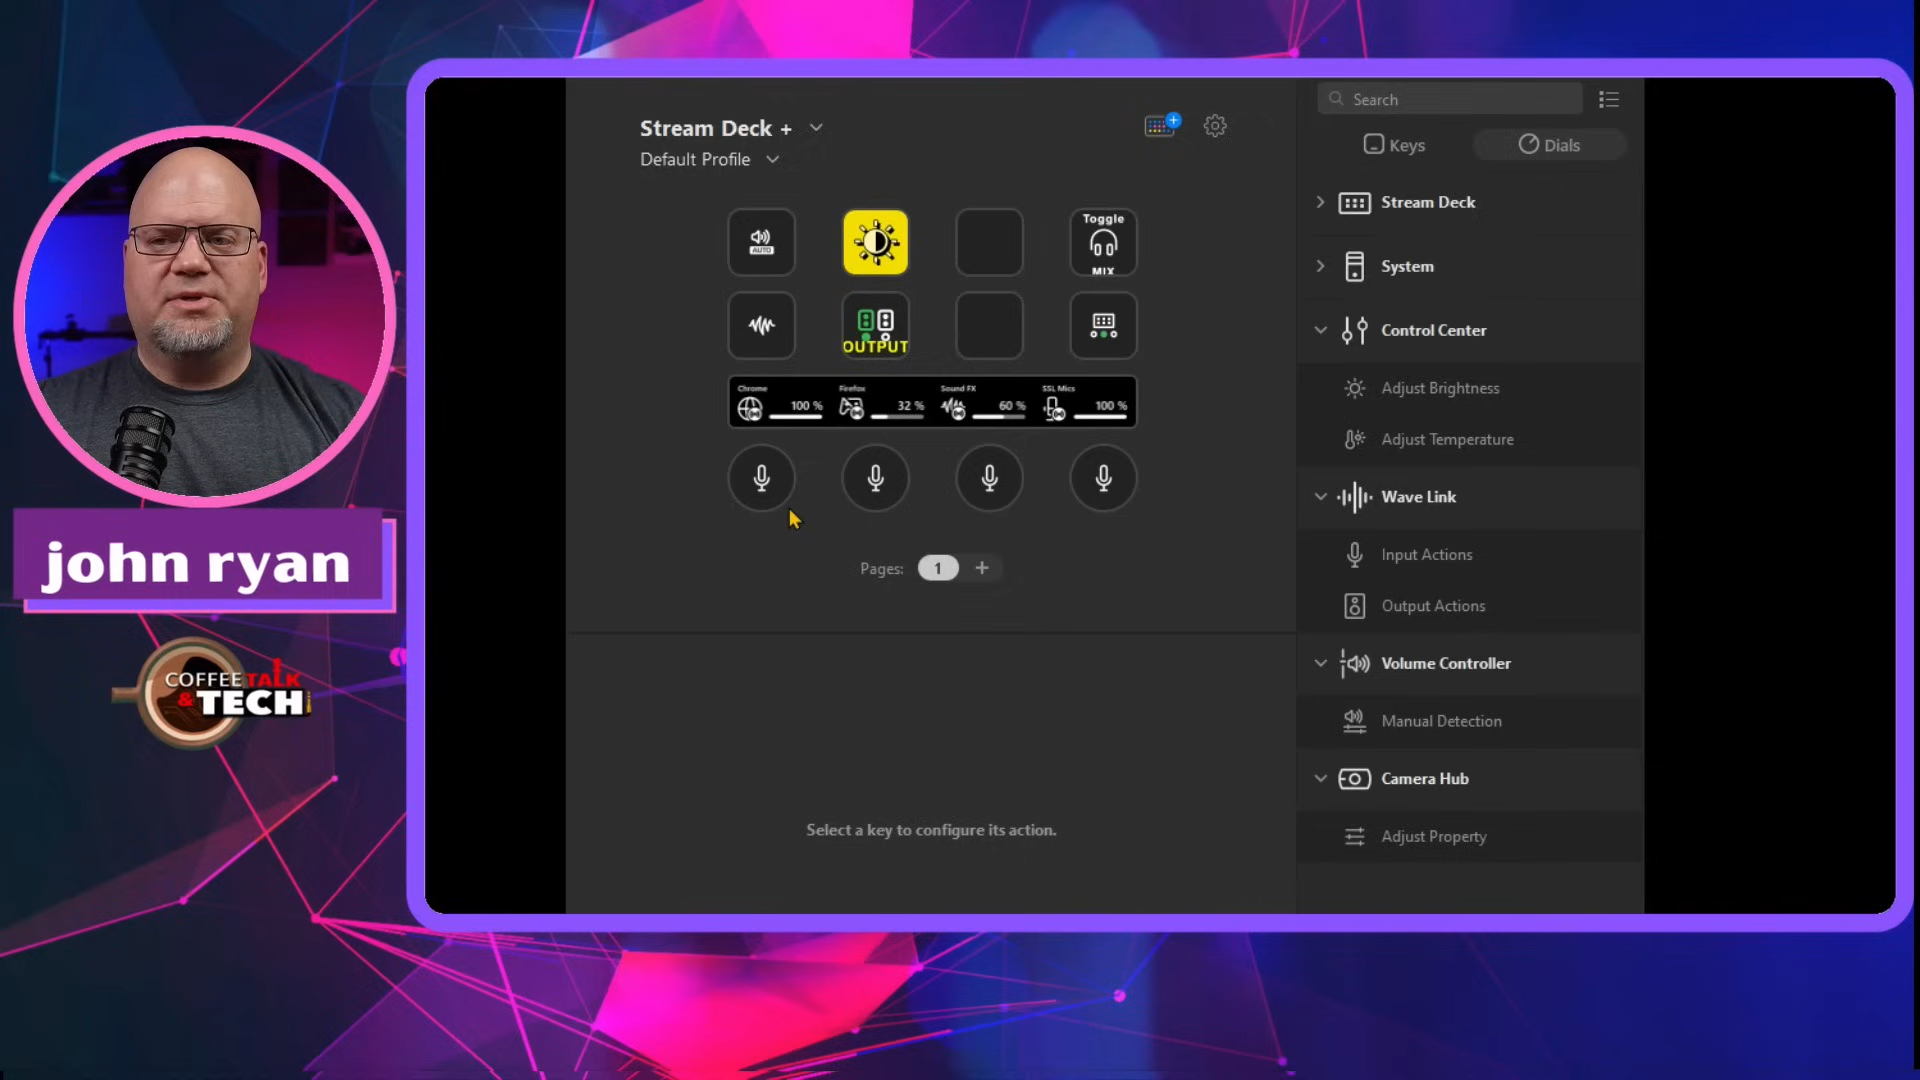 john ryan
COFFEE TALK
& TECH
Stream Deck +
Default Profile
AUTO
Toggle
MIX
OUTPUT
Chrome
100 %
Firefox
32 %
Sound FX
60 %
SSL Mics
100 %
Pages:
1
+
Select a key to configure its action.
Search
Keys
Dials
Stream Deck
System
Control Center
Adjust Brightness
Adjust Temperature
Wave Link
Input Actions
Output Actions
Volume Controller
Manual Detection
Camera Hub
Adjust Property